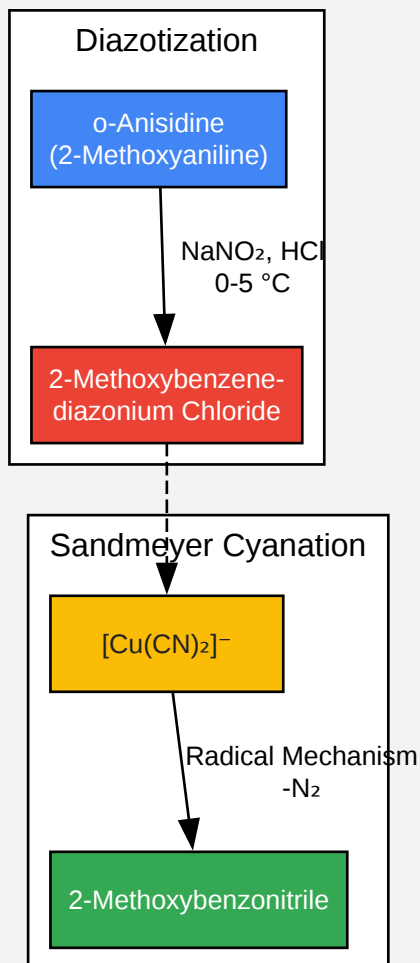 Diazotization
o-Anisidine
(2-Methoxyaniline)
NaNO₂, HCl
0-5 °C
2-Methoxybenzene-
diazonium Chloride
Sandmeyer Cyanation
[Cu(CN)₂]⁻
Radical Mechanism
-N₂
2-Methoxybenzonitrile